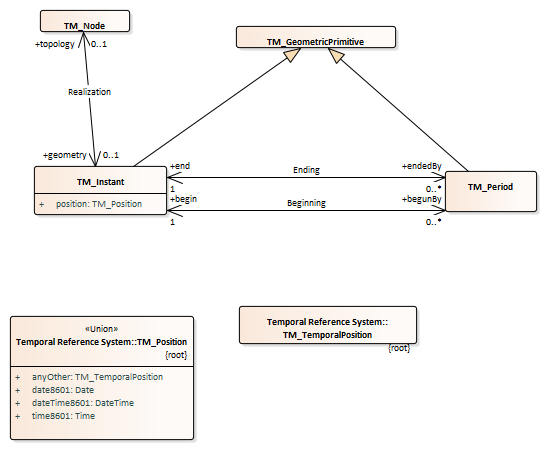 TM_Node
TM_GeometricPrimitive
+topology 0..1
Realization
+geometry 0..1
TM_Instant
+ position: TM_Position
+end Ending +endedBy
1 0..*
+begin Beginning +begunBy
1 0..*
TM_Period
«Union»
Temporal Reference System::TM_Position
{root}
+ anyOther: TM_TemporalPosition
+ date8601: Date
+ dateTime8601: DateTime
+ time8601: Time
Temporal Reference System::
TM_TemporalPosition
{root}